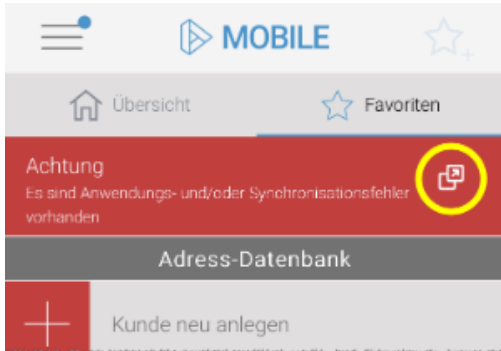 MOBILE
Übersicht
Favoriten
Achtung
Es sind Anwendungs- und/oder Synchronisationsfehler
vorhanden
Adress-Datenbank
Kunde neu anlegen